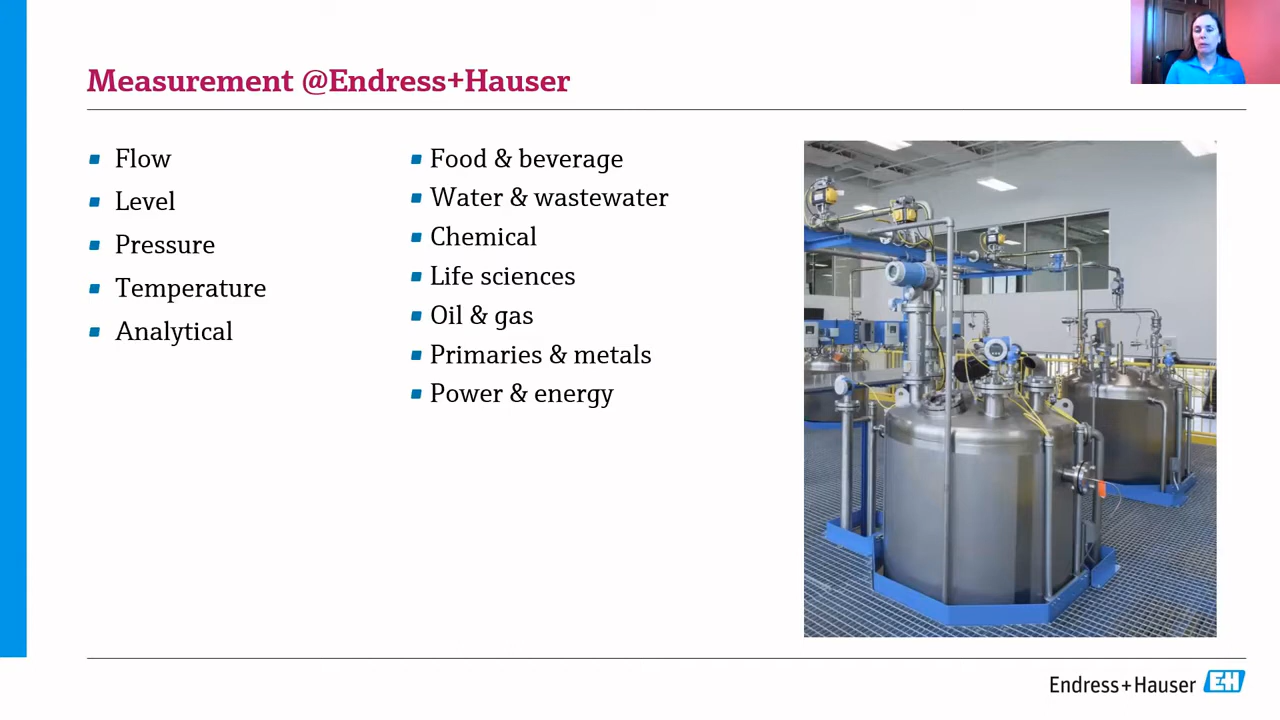 Measurement @Endress+Hauser
Flow
Level
Pressure
Temperature
Analytical
Food & beverage
Water & wastewater
Chemical
Life sciences
Oil & gas
Primaries & metals
Power & energy
Endress+Hauser EH